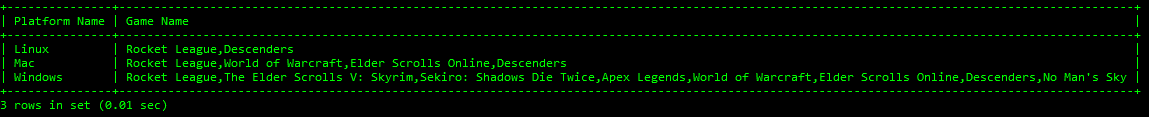 | Platform Name | Game Name |
| Linux | Rocket League,Descenders |
| Mac | Rocket League,World of Warcraft,Elder Scrolls Online,Descenders |
| Windows | Rocket League,The Elder Scrolls V: Skyrim,Sekiro: Shadows Die Twice,Apex Legends,World of Warcraft,Elder Scrolls Online,Descenders,No Man's Sky |
3 rows in set (0.01 sec)